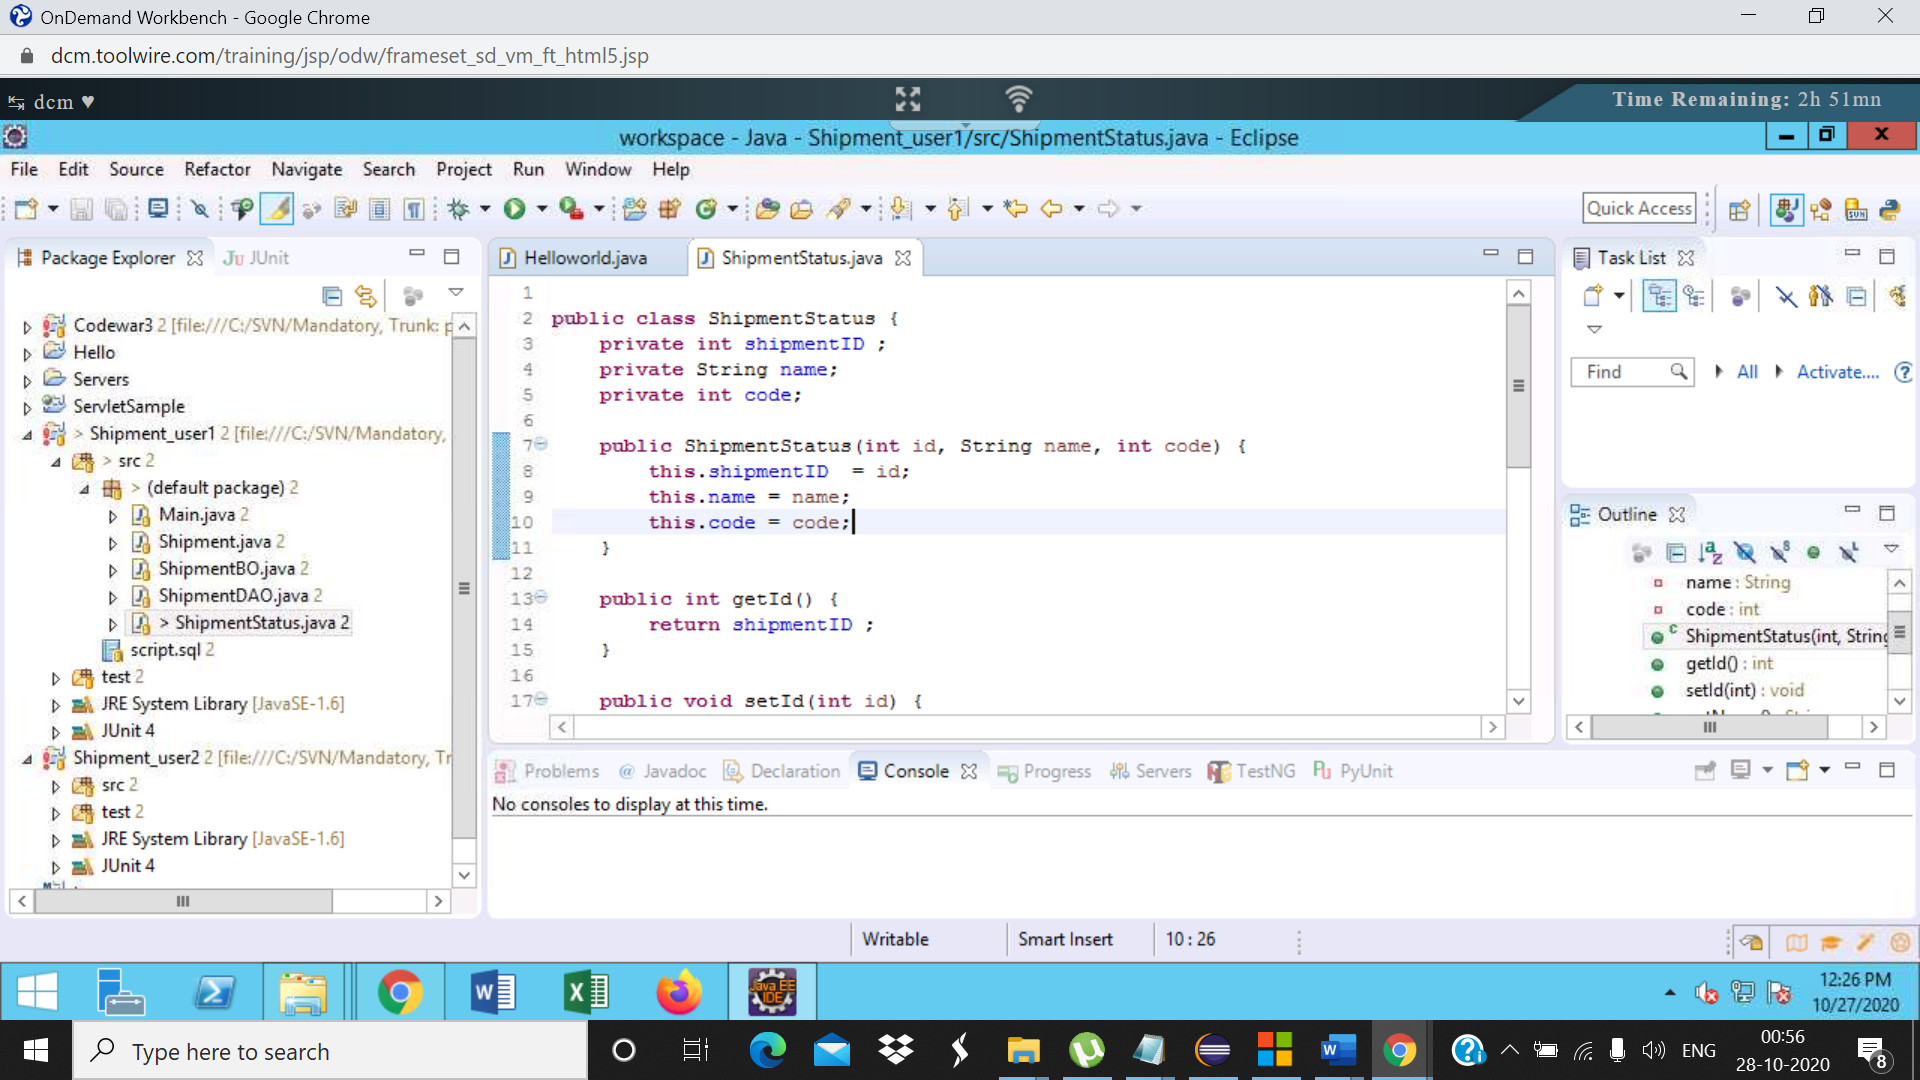 OnDemand Workbench - Google Chrome
dcm.toolwire.com/training/jsp/odw/frameset_sd_vm_ft_html5.jsp
dcm ♥
Time Remaining: 2h 51mn
workspace - Java - Shipment_user1/src/ShipmentStatus.java - Eclipse
File Edit Source Refactor Navigate Search Project Run Window Help
Quick Access
Package Explorer
JUnit
Codewar3 2 [file:///C:/SVN/Mandatory, Trunk: p
Hello
Servers
ServletSample
> Shipment_user1 2 [file:///C:/SVN/Mandatory,
> src 2
> (default package) 2
Main.java 2
Shipment.java 2
ShipmentBO.java 2
ShipmentDAO.java 2
> ShipmentStatus.java 2
script.sql 2
test 2
JRE System Library [JavaSE-1.6]
JUnit 4
Shipment_user2 2 [file:///C:/SVN/Mandatory, Tr
src 2
test 2
JRE System Library [JavaSE-1.6]
JUnit 4
Helloworld.java
ShipmentStatus.java
1
2 public class ShipmentStatus {
3 private int shipmentID ;
4 private String name;
5 private int code;
6
7 public ShipmentStatus(int id, String name, int code) {
8 this.shipmentID = id;
9 this.name = name;
10 this.code = code;
11 }
12
13 public int getId() {
14 return shipmentID ;
15 }
16
17 public void setId(int id) {
Task List
Find
All
Activate....
Outline
name : String
code : int
ShipmentStatus(int, String
getId() : int
setId(int) : void
Problems @ Javadoc Declaration Console Progress Servers TestNG PyUnit
No consoles to display at this time.
Writable
Smart Insert
10 : 26
12:26 PM
10/27/2020
Type here to search
ENG
00:56
28-10-2020
8